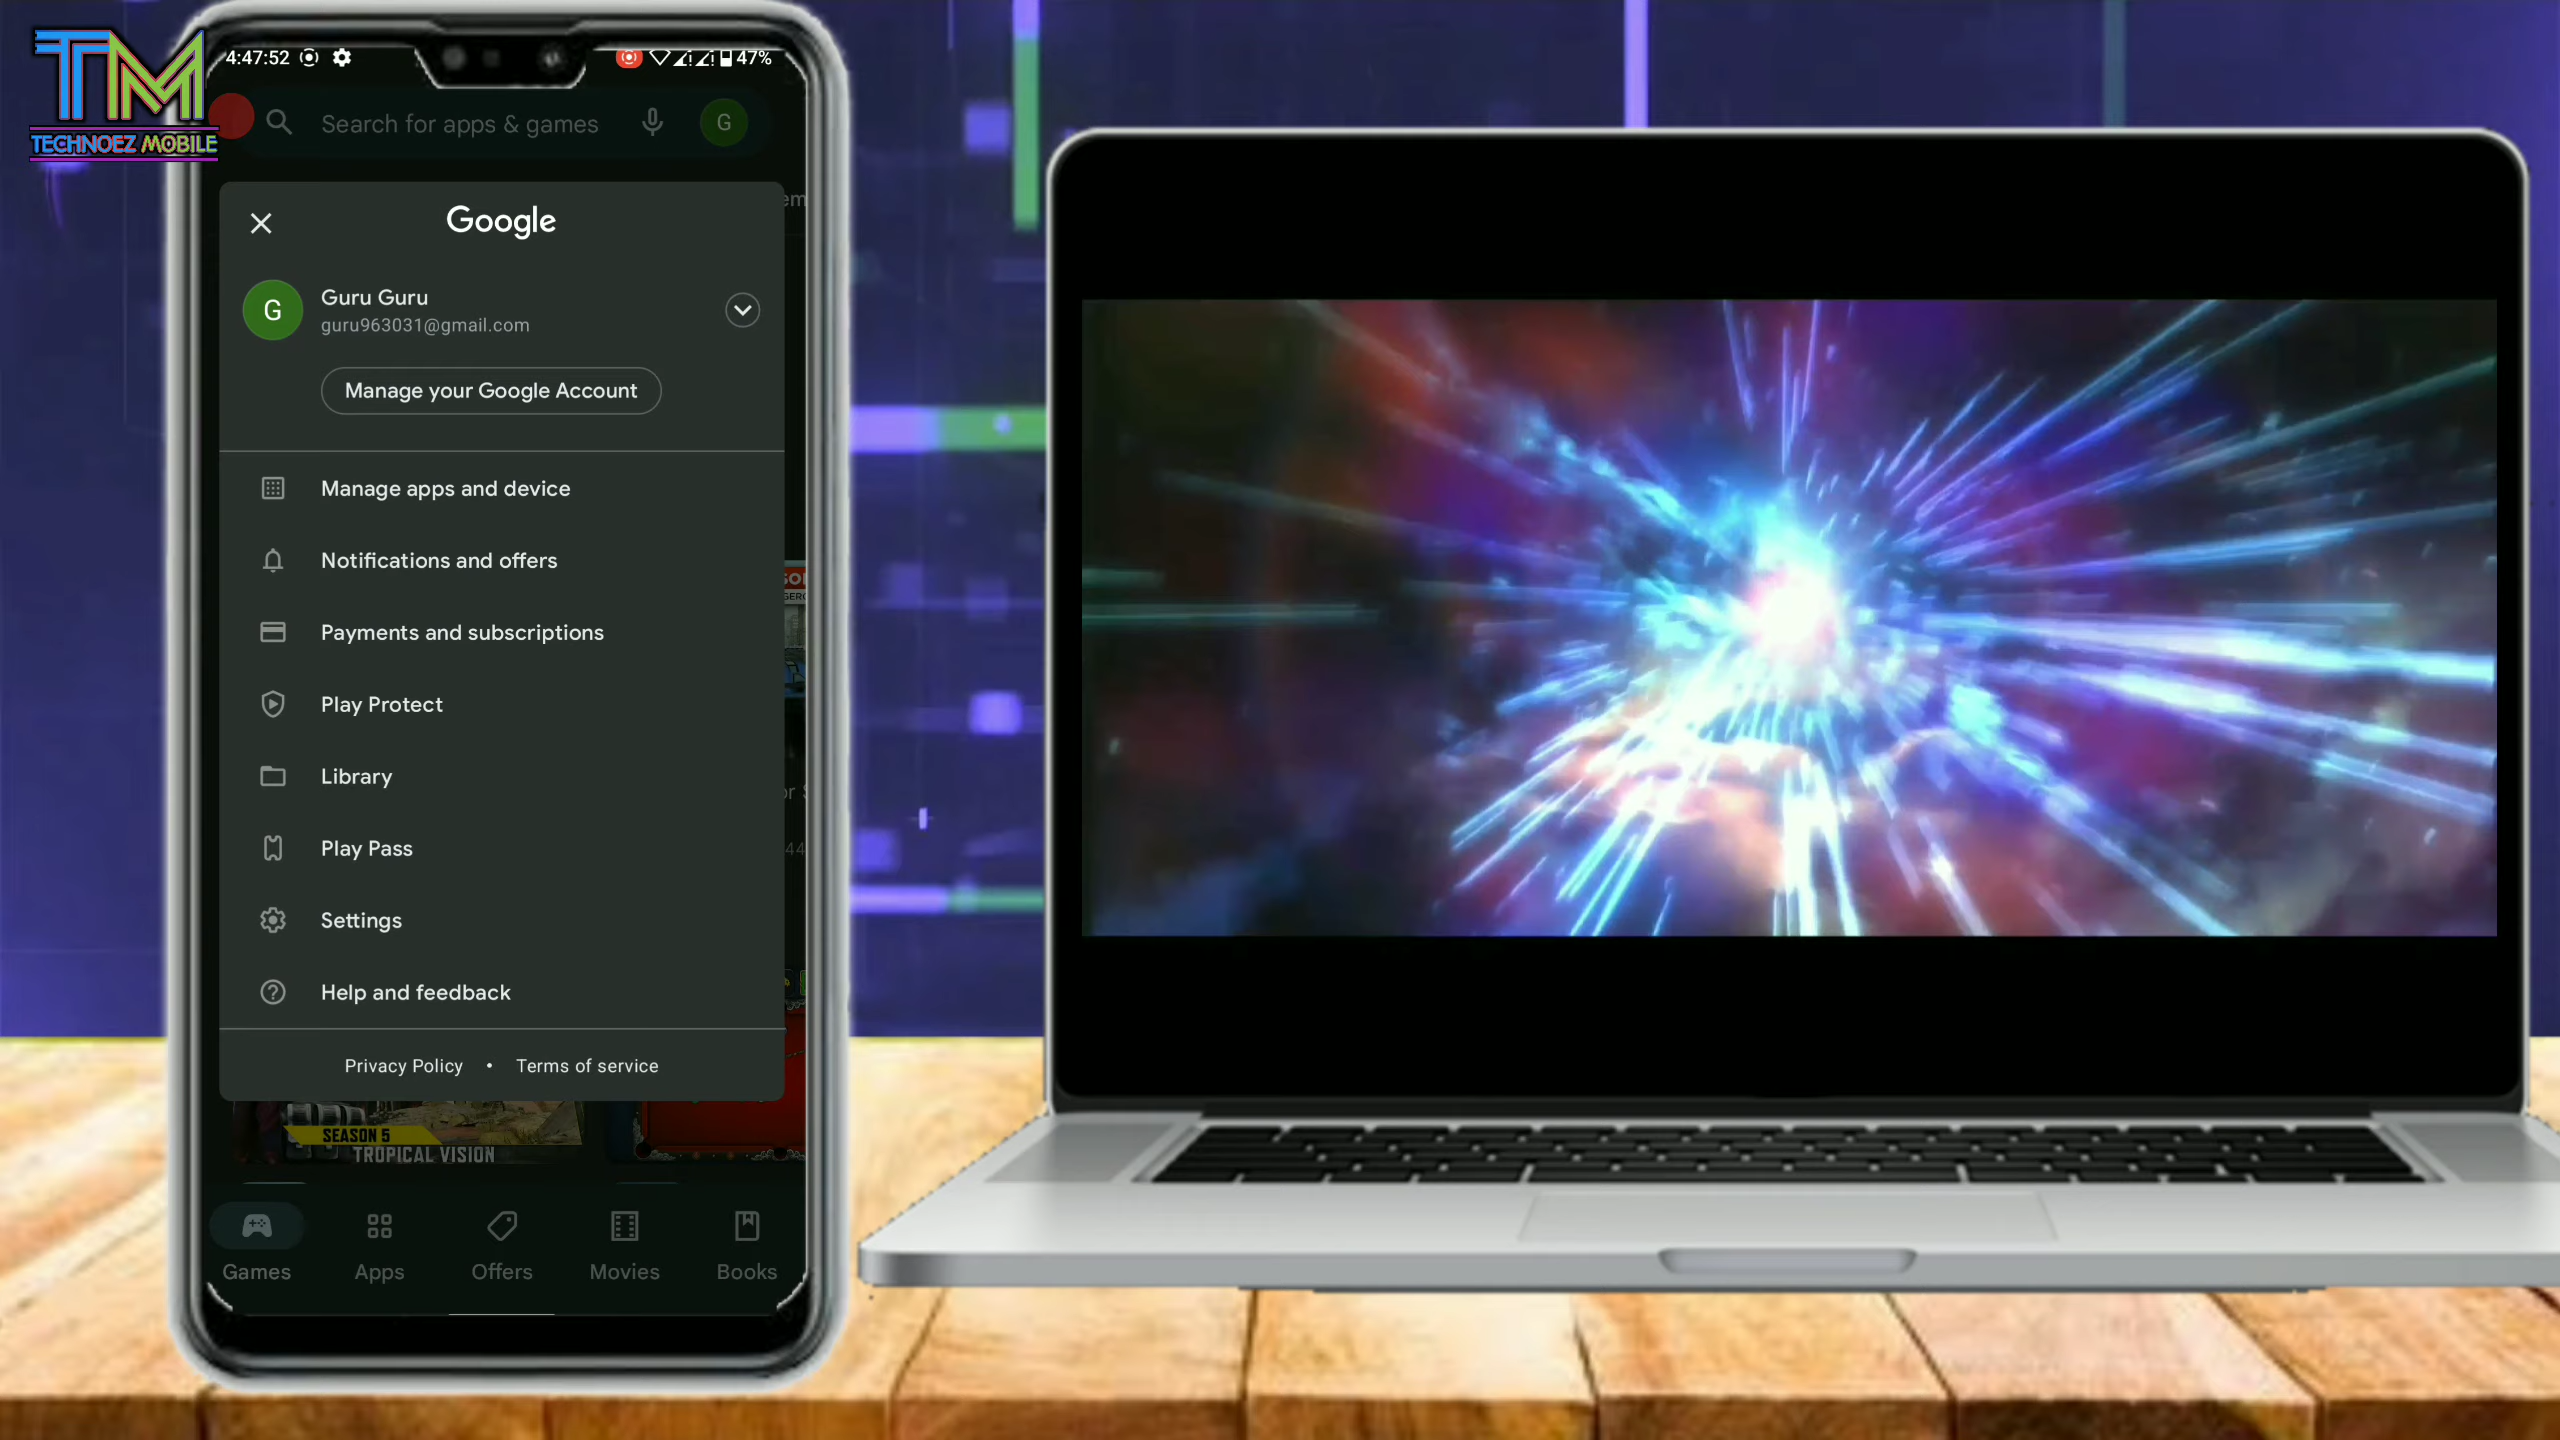 TM
TECHNOEZ MOBILE
4:47:52
47%
Search for apps & games
G
Google
G
Guru Guru
guru963031@gmail.com
Manage your Google Account
Manage apps and device
Notifications and offers
Payments and subscriptions
Play Protect
Library
Play Pass
Settings
Help and feedback
Privacy Policy • Terms of service
SEASON 5
TROPICAL VISION
Games
Apps
Offers
Movies
Books